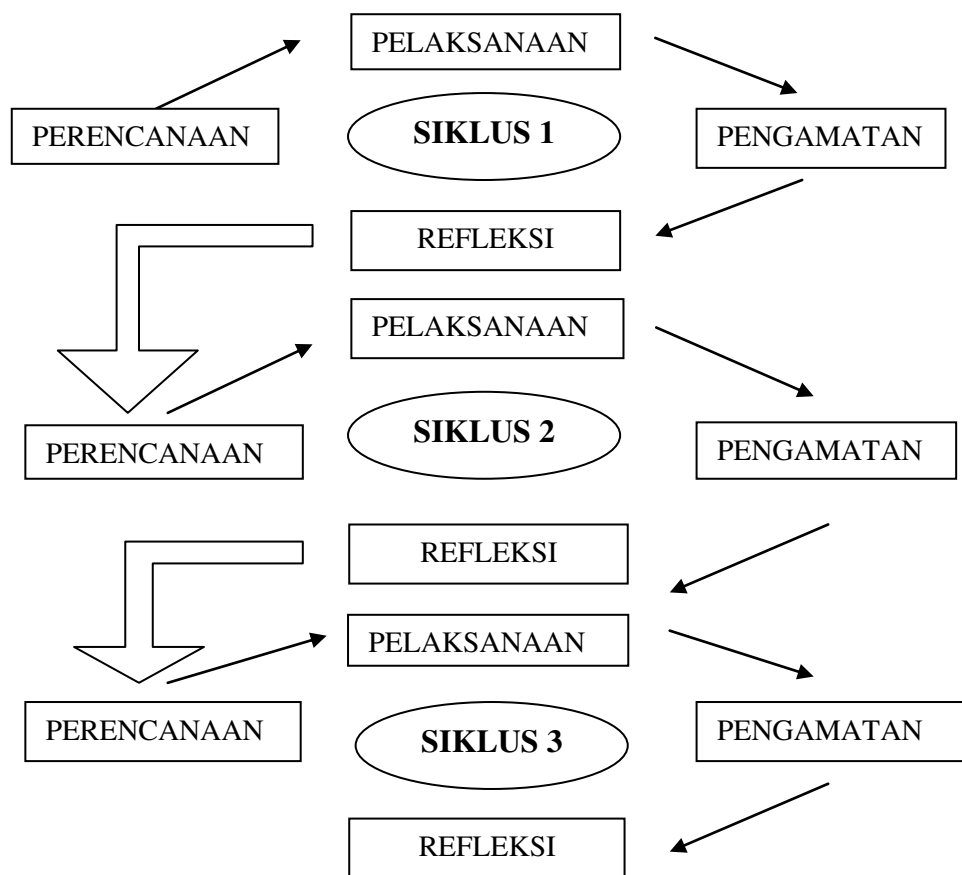 PELAKSANAAN
PERENCANAAN
SIKLUS 1
PENGAMATAN
REFLEKSI
PELAKSANAAN
PERENCANAAN
SIKLUS 2
PENGAMATAN
REFLEKSI
PELAKSANAAN
PERENCANAAN
SIKLUS 3
PENGAMATAN
REFLEKSI